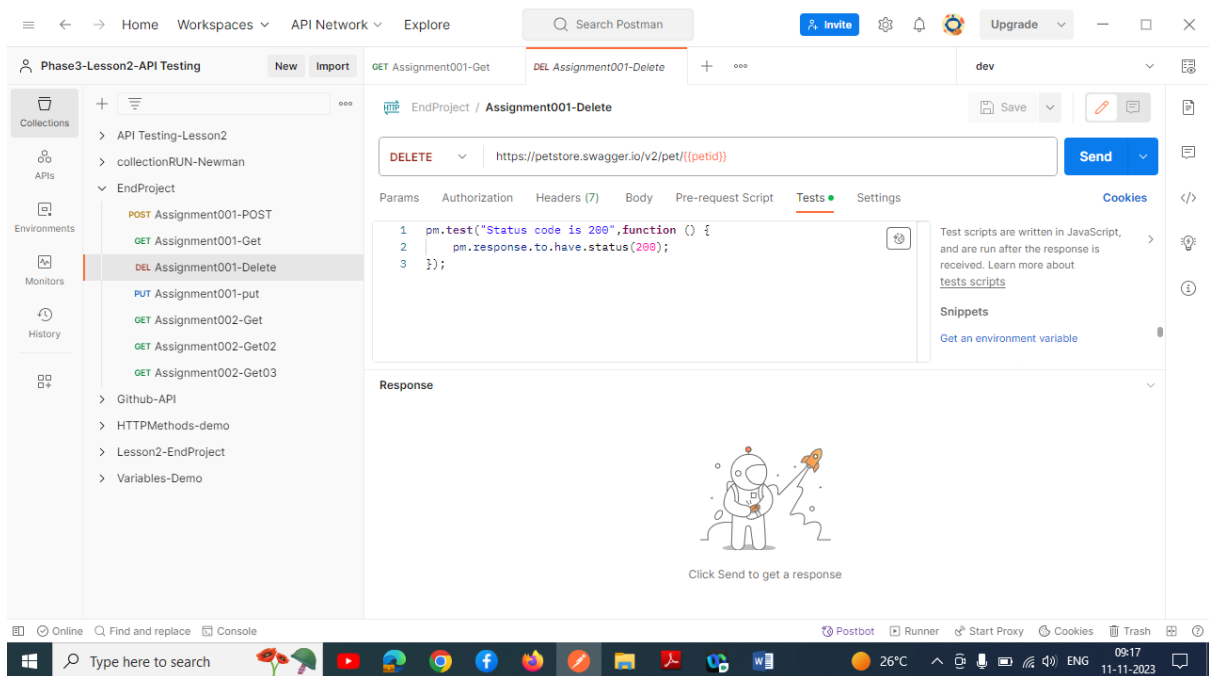 Home Workspaces API Network Explore Search Postman Invite Upgrade
Phase3-Lesson2-API Testing New Import GET Assignment001-Get DEL Assignment001-Delete dev
Collections
APIs
Environments
Monitors
History
API Testing-Lesson2
collectionRUN-Newman
EndProject
POST Assignment001-POST
GET Assignment001-Get
DEL Assignment001-Delete
PUT Assignment001-put
GET Assignment002-Get
GET Assignment002-Get02
GET Assignment002-Get03
Github-API
HTTPMethods-demo
Lesson2-EndProject
Variables-Demo
HTTP EndProject / Assignment001-Delete Save
DELETE https://petstore.swagger.io/v2/pet/{{petid}} Send
Params Authorization Headers (7) Body Pre-request Script Tests Settings Cookies
1 pm.test("Status code is 200",function () {
2 pm.response.to.have.status(200);
3 });
Test scripts are written in JavaScript,
and are run after the response is
received. Learn more about
tests scripts
Snippets
Get an environment variable
Response
Click Send to get a response
Online Find and replace Console Postbot Runner Start Proxy Cookies Trash
Type here to search 26°C ENG 09:17
11-11-2023